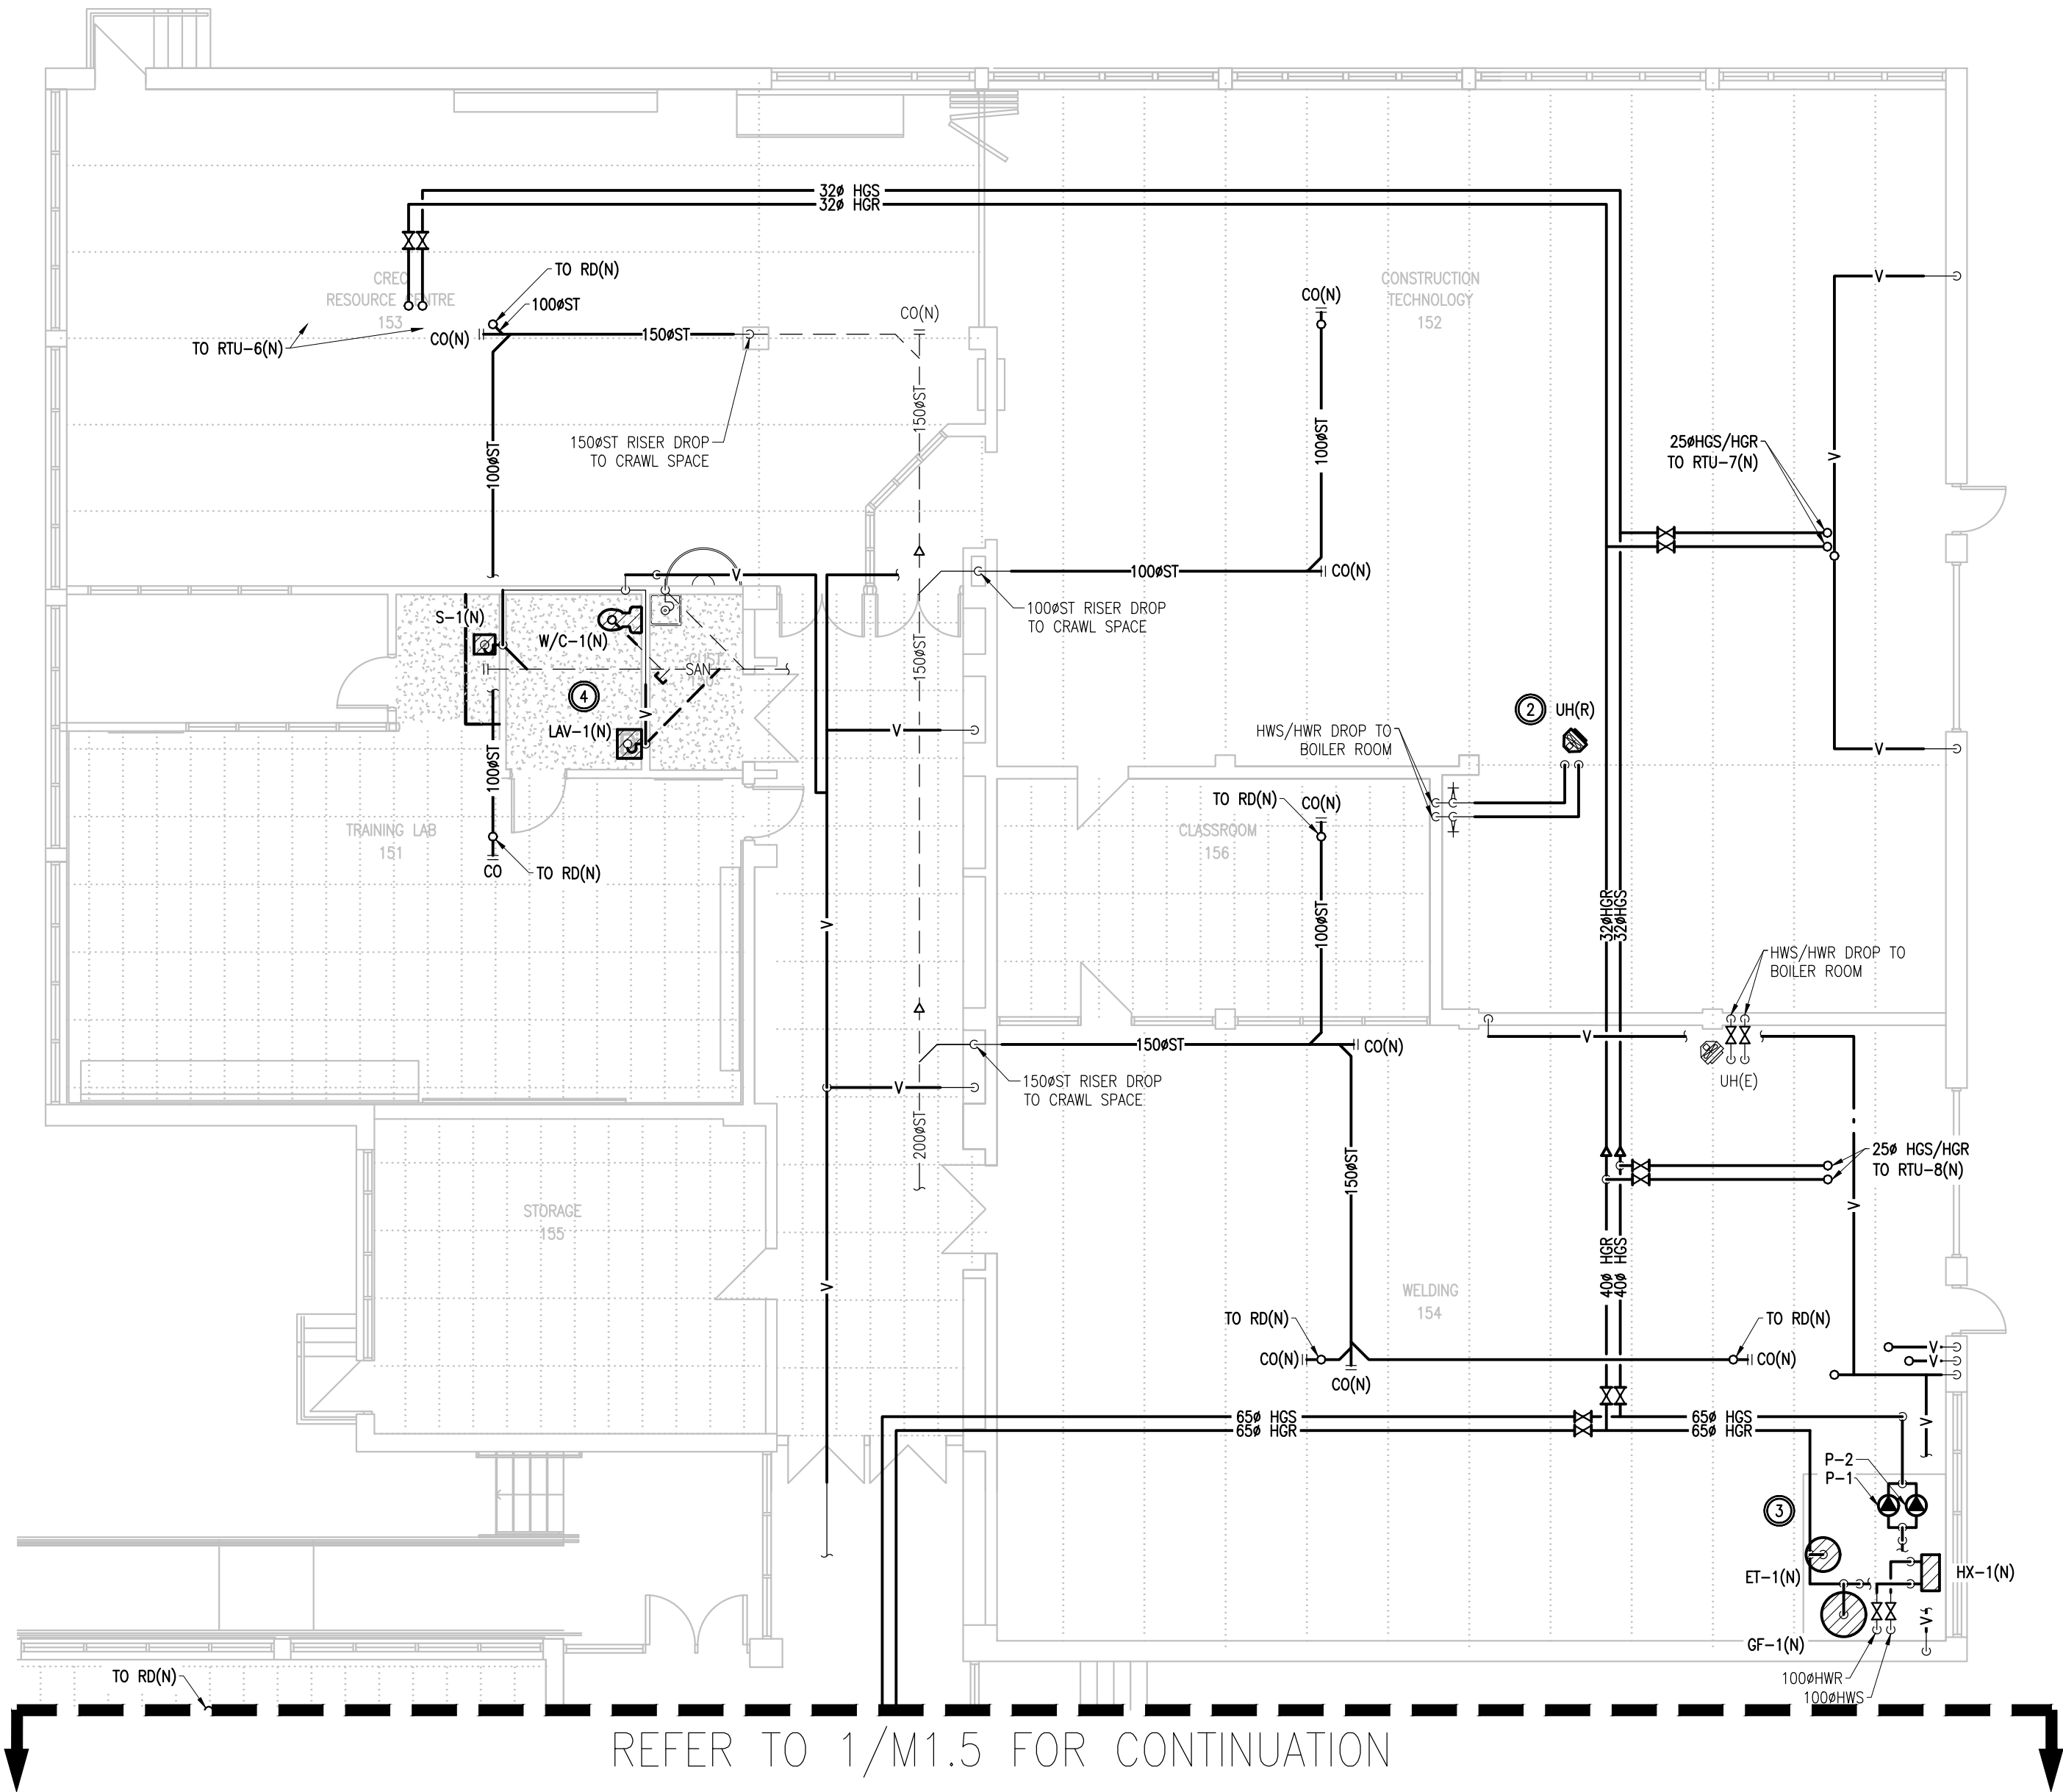 32ø HGS
32ø HGR
TO RD(N)
100øST
CREC
RESOURCE CENTRE
153
CONSTRUCTION
TECHNOLOGY
152
CO(N)
CO(N)
V
TO RTU-6(N)
CO(N)
150øST
150øST
150øST RISER DROP
TO CRAWL SPACE
100øST
100øST
25øHGS/HGR
TO RTU-7(N)
V
100øST
CO(N)
V
100øST RISER DROP
TO CRAWL SPACE
S-1(N)
W/C-1(N)
SAN
150øST
4
V
LAV-1(N)
V
2
UH(R)
HWS/HWR DROP TO
BOILER ROOM
V
100øST
TO RD(N)
CO(N)
TRAINING LAB
151
CLASSROOM
156
CO
TO RD(N)
V
100øST
32øHGR
32øHGS
HWS/HWR DROP TO
BOILER ROOM
V
150øST
CO(N)
UH(E)
V
150øST RISER DROP
TO CRAWL SPACE
200øST
150øST
25ø HGS/HGR
TO RTU-8(N)
V
STORAGE
155
V
40ø HGR
40ø HGS
WELDING
154
TO RD(N)
TO RD(N)
V
V
CO(N)
CO(N)
CO(N)
65ø HGS
65ø HGR
65ø HGS
65ø HGR
V
P-2
P-1
3
ET-1(N)
HX-1(N)
V
GF-1(N)
100øHWR
100øHWS
TO RD(N)
REFER TO 1/M1.5 FOR CONTINUATION